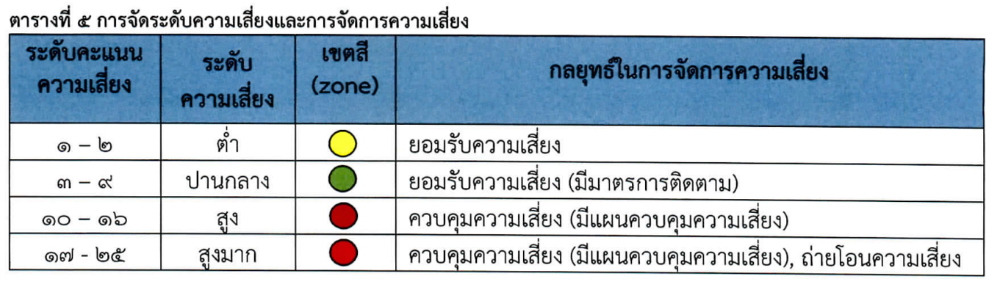 ตารางที่ ๕ การจัดระดับความเสี่ยงและการจัดการความเสี่ยง
ระดับคะแนน
ความเสี่ยง
ระดับ
ความเสี่ยง
เขตสี
(zone)
กลยุทธ์ในการจัดการความเสี่ยง
๑ – ๒ ต่ำ ยอมรับความเสี่ยง
๓ – ๙ ปานกลาง ยอมรับความเสี่ยง (มีมาตรการติดตาม)
๑๐ – ๑๖ สูง ควบคุมความเสี่ยง (มีแผนควบคุมความเสี่ยง)
๑๗ - ๒๕ สูงมาก ควบคุมความเสี่ยง (มีแผนควบคุมความเสี่ยง), ถ่ายโอนความเสี่ยง